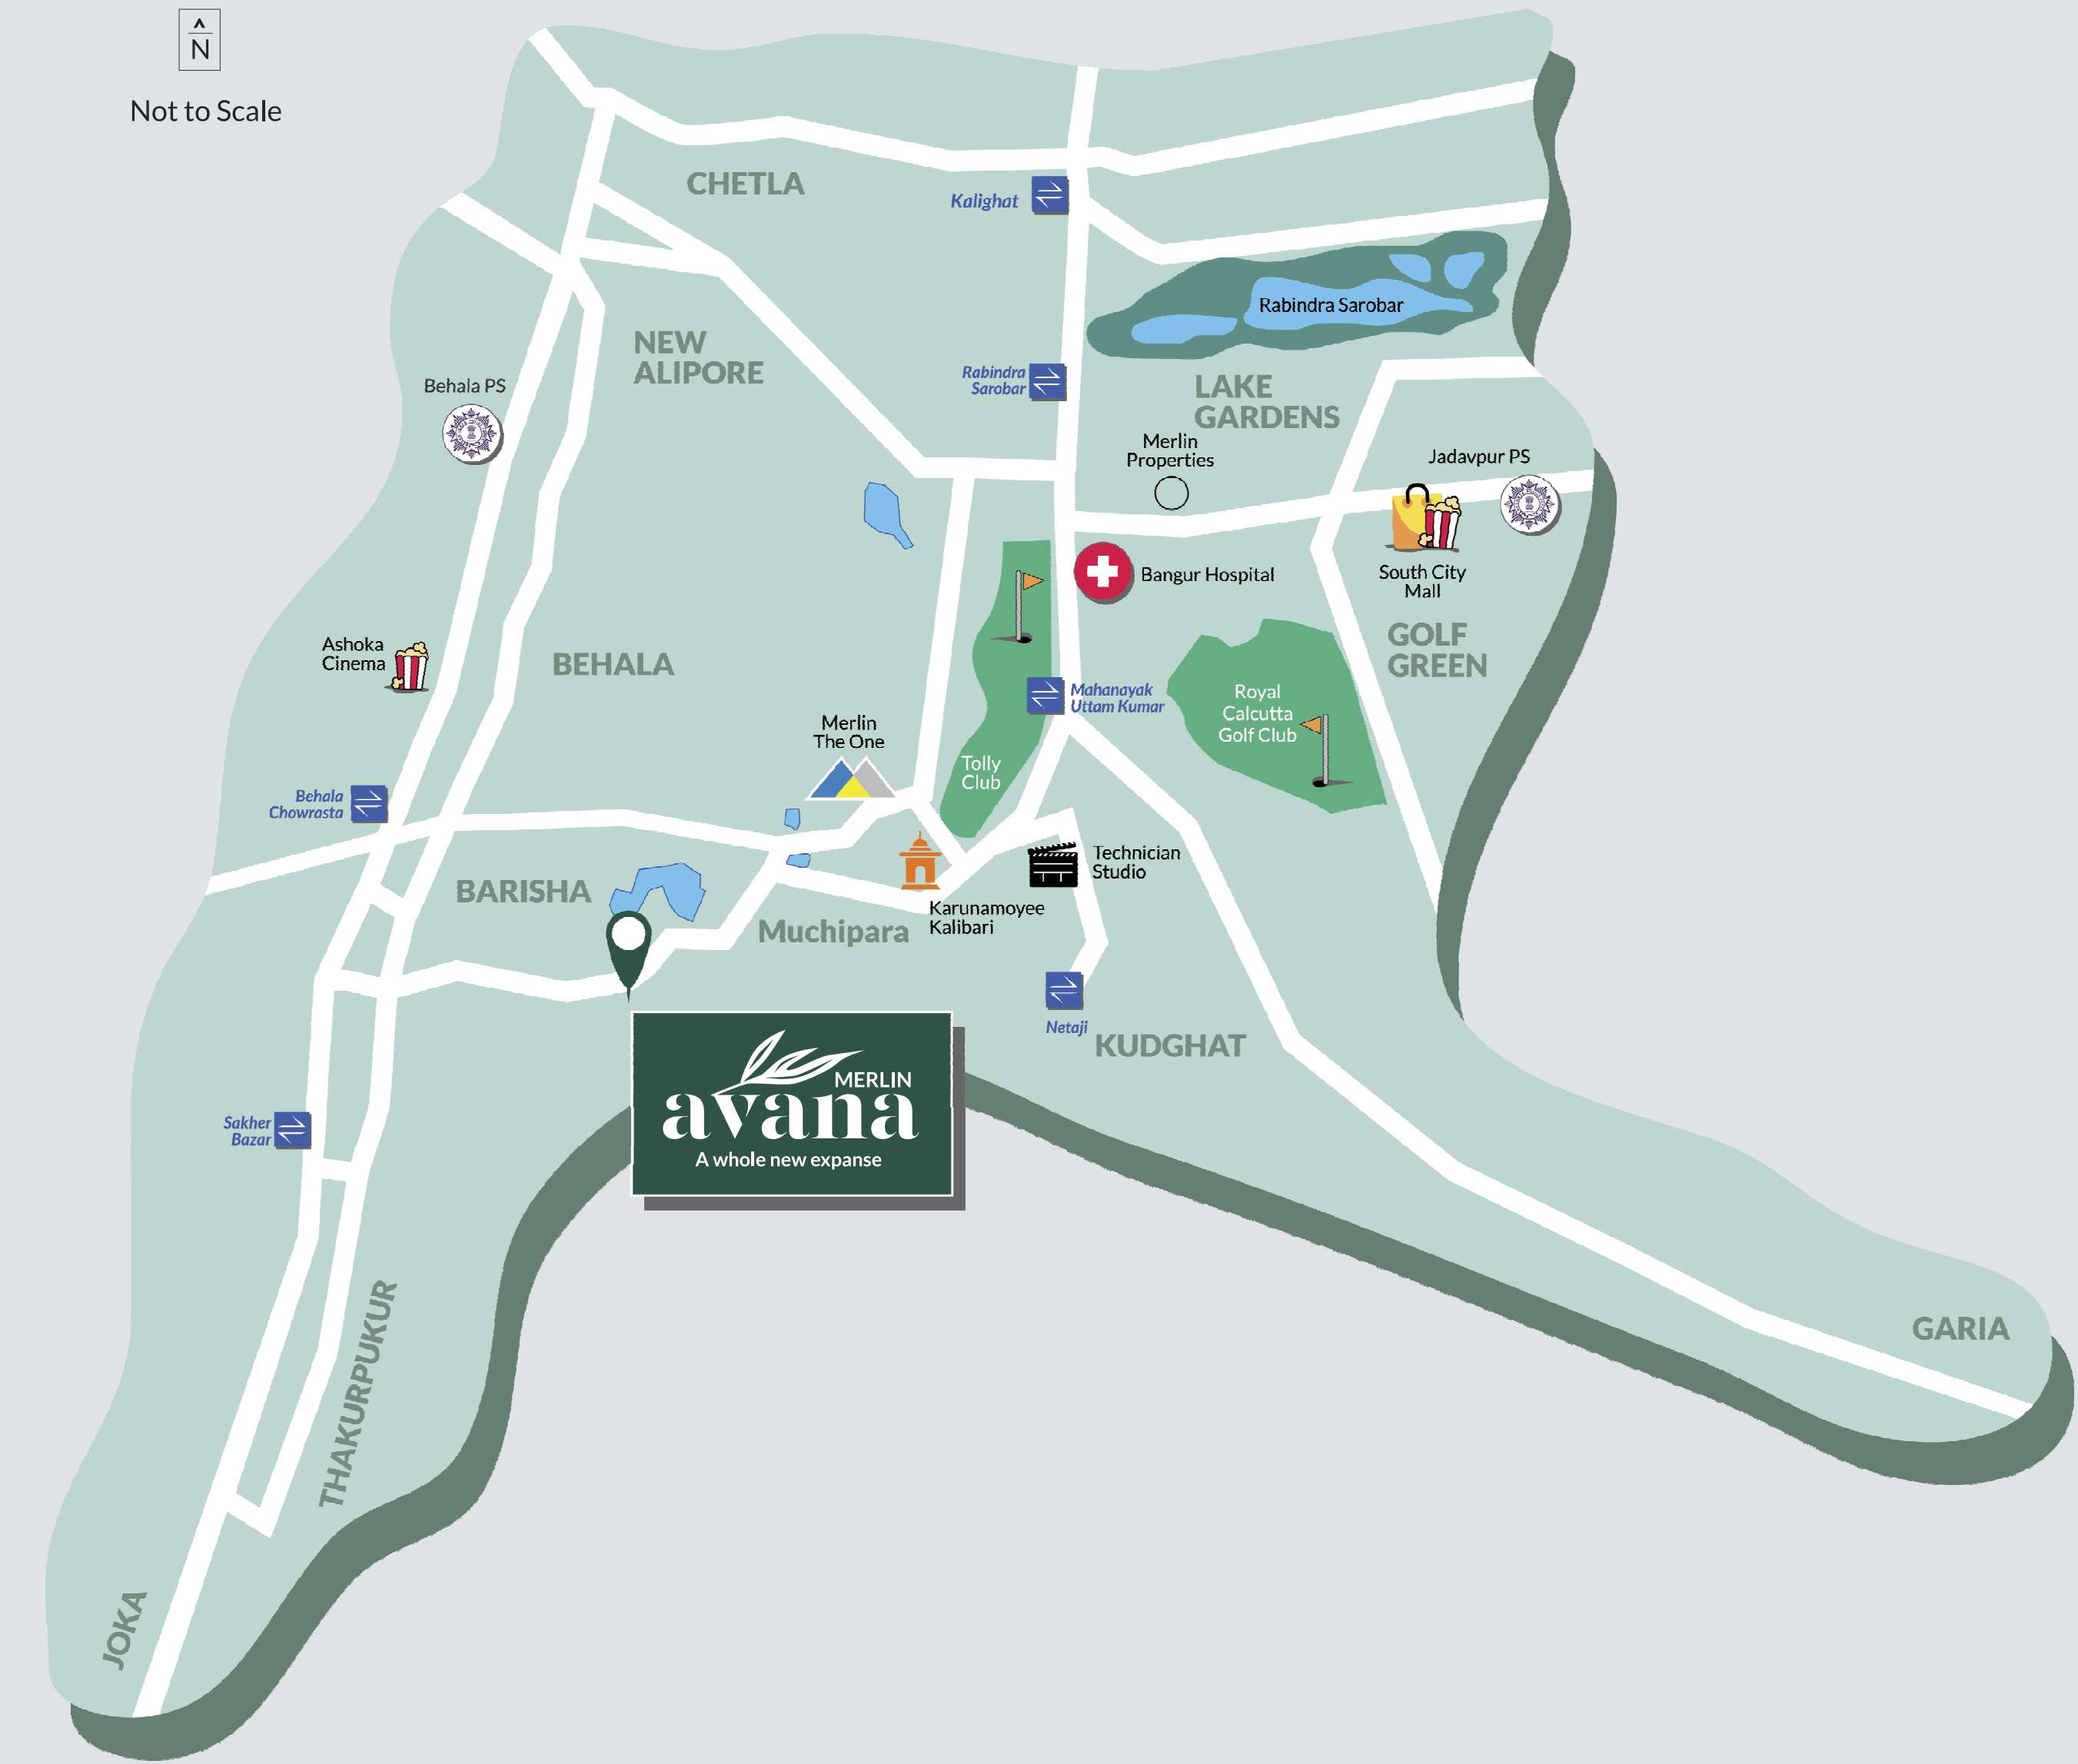 N
Not to Scale
CHETLA
Kalighat
Rabindra Sarobar
NEW
ALIPORE
Behala PS
Rabindra
Sarobar
LAKE
GARDENS
Merlin
Properties
Jadavpur PS
Bangur Hospital
South City
Mall
GOLF
GREEN
Ashoka
Cinema
BEHALA
Mahanayak
Uttam Kumar
Royal
Calcutta
Golf Club
Merlin
The One
Tolly
Club
Behala
Chowrasta
Technician
Studio
BARISHA
Karunamoyee
Kalibari
Muchipara
Netaji
KUDGHAT
MERLIN
avana
A whole new expanse
Sakher
Bazar
THAKURPUKUR
GARIA
JOKA